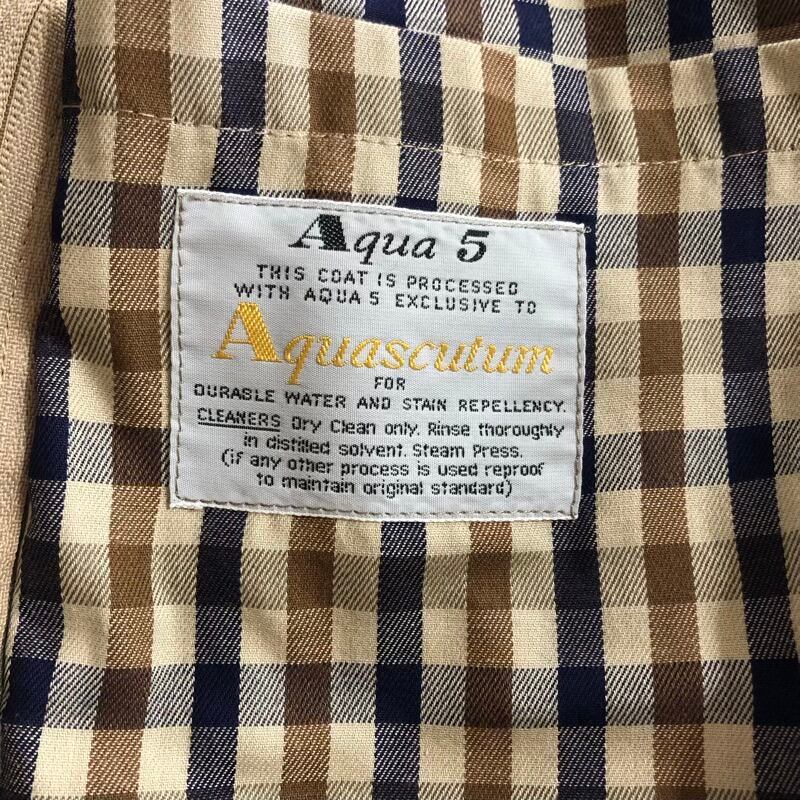 Aqua 5
THIS COAT IS PROCESSED
WITH AQUA 5 EXCLUSIVE TO
Aquascutum
FOR
DURABLE WATER AND STAIN REPELLENCY.
CLEANERS Dry Clean only. Rinse thoroughly
in distilled solvent. Steam Press.
(if any other process is used reproof
to maintain original standard)